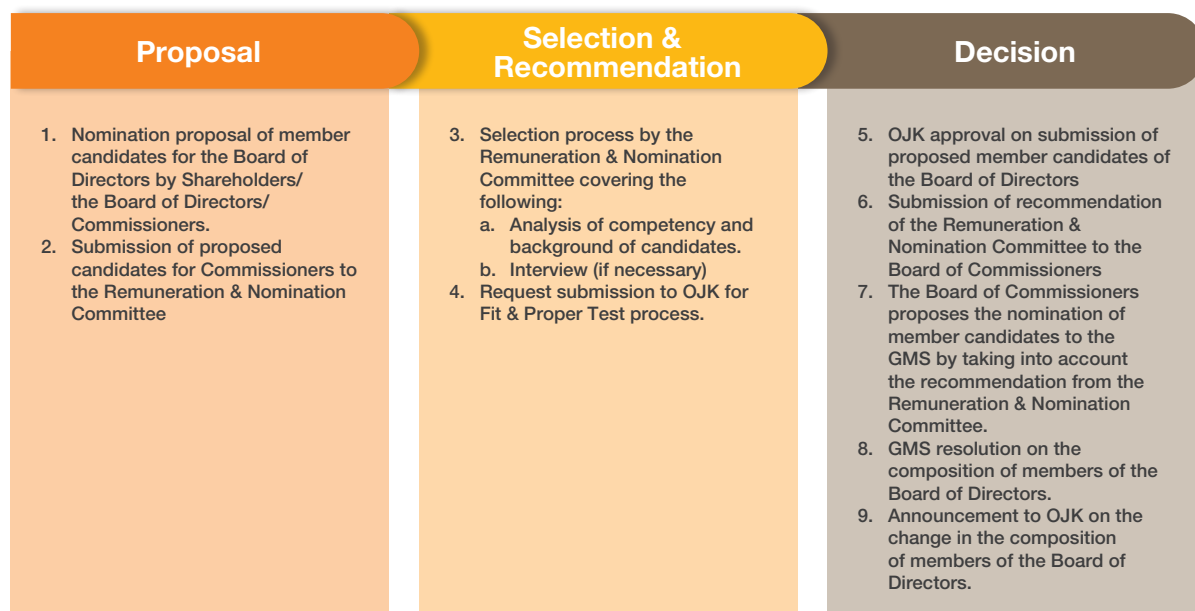 Proposal
1. Nomination proposal of member
candidates for the Board of
Directors by Shareholders/
the Board of Directors/
Commissioners.
2. Submission of proposed
candidates for Commissioners to
the Remuneration & Nomination
Committee
Selection &
Recommendation
3. Selection process by the
Remuneration & Nomination
Committee covering the
following:
a. Analysis of competency and
background of candidates.
b. Interview (if necessary)
4. Request submission to OJK for
Fit & Proper Test process.
Decision
5. OJK approval on submission of
proposed member candidates of
the Board of Directors
6. Submission of recommendation
of the Remuneration &
Nomination Committee to the
Board of Commissioners
7. The Board of Commissioners
proposes the nomination of
member candidates to the
GMS by taking into account
the recommendation from the
Remuneration & Nomination
Committee.
8. GMS resolution on the
composition of members of the
Board of Directors.
9. Announcement to OJK on the
change in the composition
of members of the Board of
Directors.